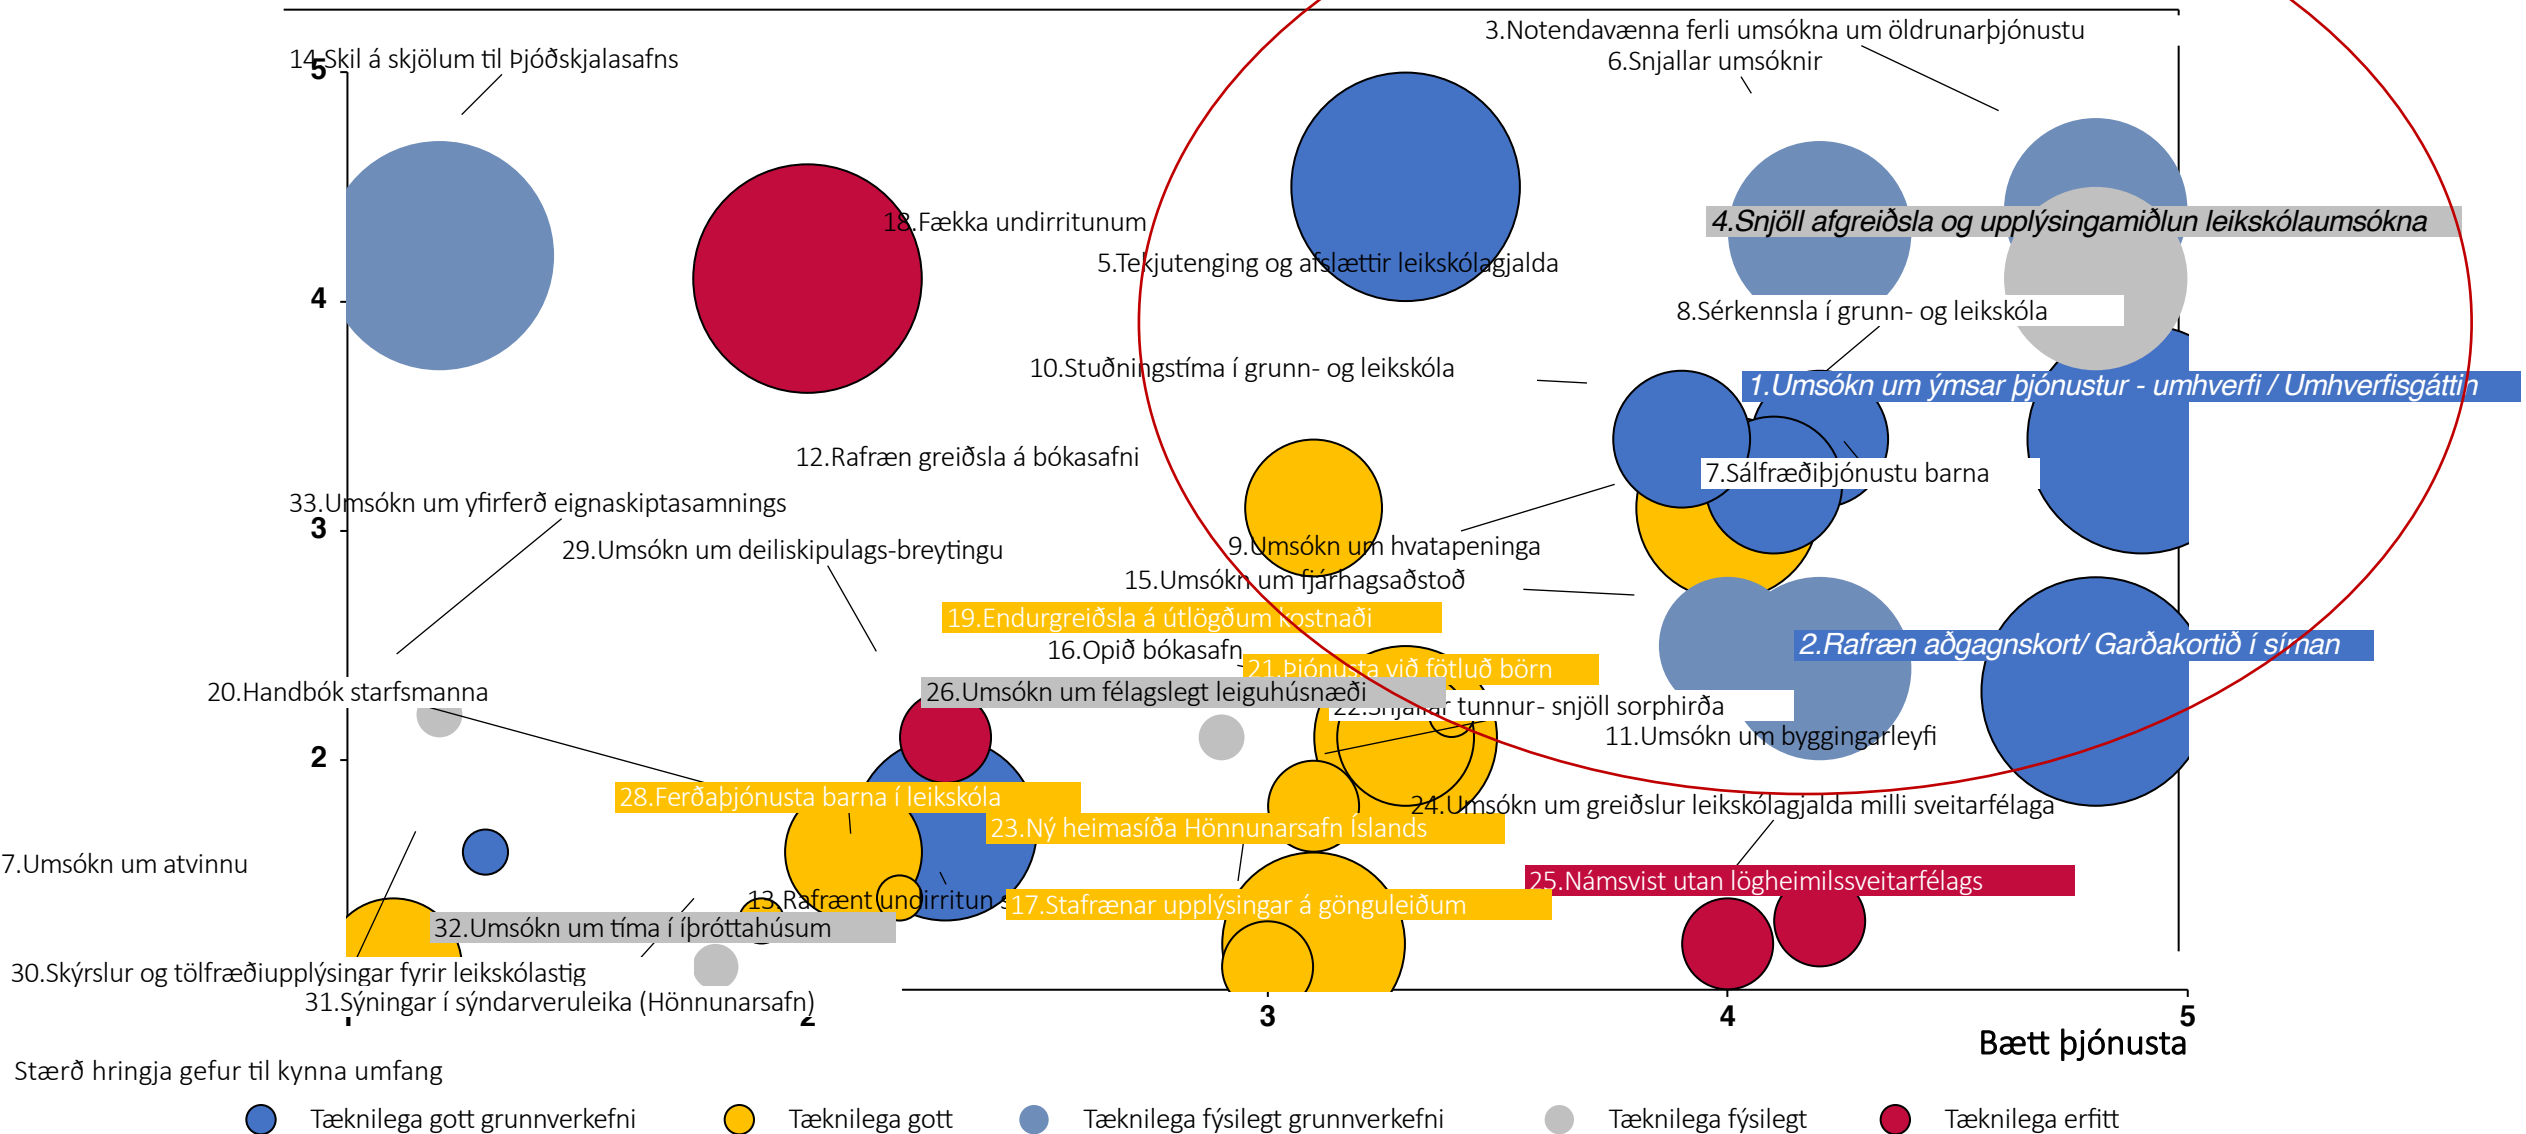 3.Notendavænna ferli umsókna um öldrunarþjónustu
14.Skil á skjölum til Þjóðskjalasafns
6.Snjallar umsóknir
5
18.Fækka undirritunum
4.Snjöll afgreiðsla og upplýsingamiðlun leikskólaumsókna
5.Tekjutenging og afslættir leikskólagjalda
4
8.Sérkennsla í grunn- og leikskóla
10.Stuðningstíma í grunn- og leikskóla
1.Umsókn um ýmsar þjónustur - umhverfi / Umhverfisgáttin
12.Rafræn greiðsla á bókasafni
7.Sálfræðiþjónustu barna
33.Umsókn um yfirferð eignaskiptasamnings
3
29.Umsókn um deiliskipulags-breytingu
9.Umsókn um hvatapeninga
15.Umsókn um fjárhagsaðstoð
19.Endurgreiðsla á útlögðum kostnaði
2.Rafræn aðgagnskort/ Garðakortið í síman
16.Opið bókasafn
21.Þjónusta við fötluð börn
20.Handbók starfsmanna
26.Umsókn um félagslegt leiguhúsnæði
22.Snjallar tunnur- snjöll sorphirða
11.Umsókn um byggingarleyfi
2
28.Ferðaþjónusta barna í leikskóla
24.Umsókn um greiðslur leikskólagjalda milli sveitarfélaga
23.Ný heimasíða Hönnunarsafn Íslands
7.Umsókn um atvinnu
25.Námsvist utan lögheimilssveitarfélags
13.Rafrænt undirritun
17.Stafrænar upplýsingar á gönguleiðum
32.Umsókn um tíma í íþróttahúsum
30.Skýrslur og tölfræðiupplýsingar fyrir leikskólastig
31.Sýningar í sýndarveruleika (Hönnunarsafn)
1 2 3 4 5
Bætt þjónusta
Stærð hringja gefur til kynna umfang
Tæknilega gott grunnverkefni Tæknilega gott Tæknilega fýsilegt grunnverkefni Tæknilega fýsilegt Tæknilega erfitt